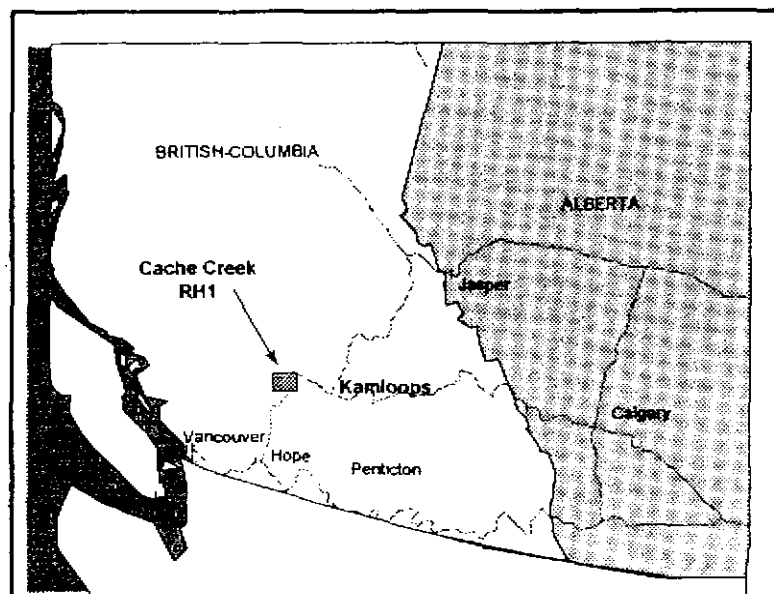 BRITISH-COLUMBIA
ALBERTA
Cache Creek
RH1
Jasper
Kamloops
Calgary
Vancouver
Hope
Penticton